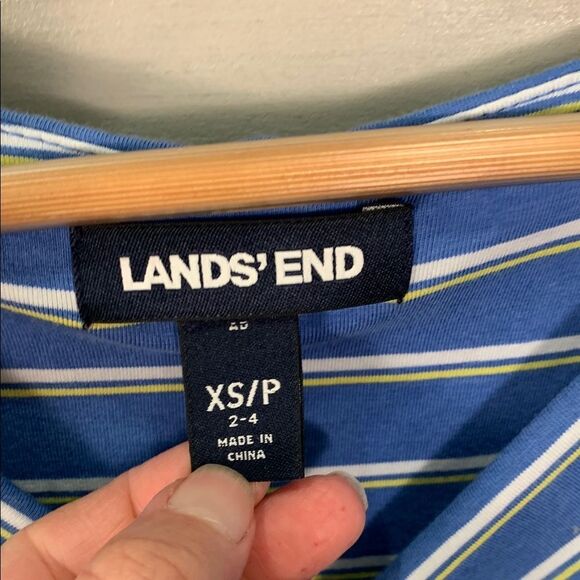 LANDS' END
XS/P
2-4
MADE IN
CHINA